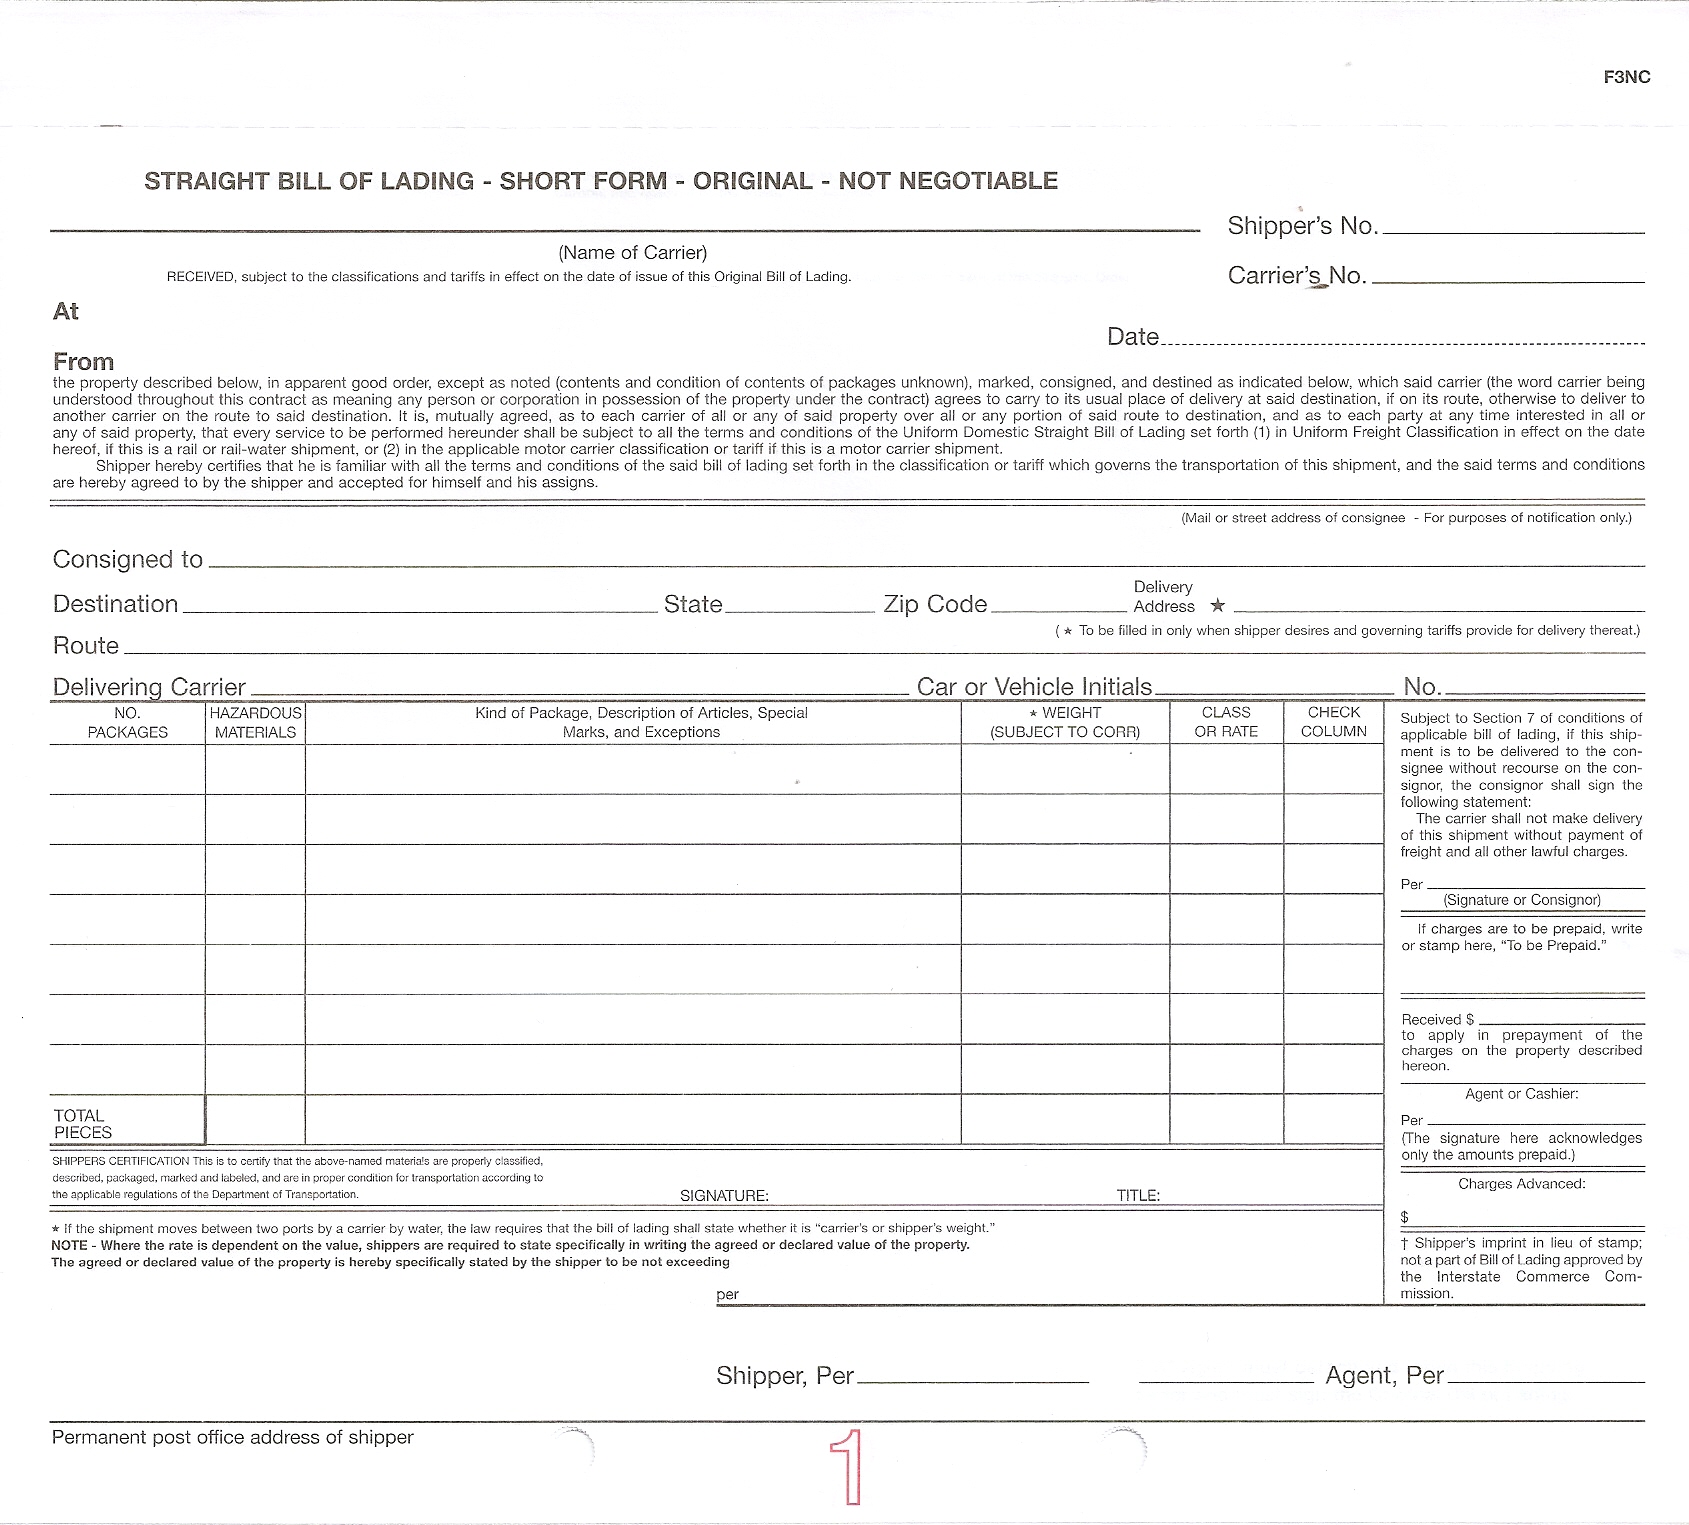 F3NC
STRAIGHT BILL OF LADING - SHORT FORM - ORIGINAL - NOT NEGOTIABLE
Shipper's No.
(Name of Carrier)
RECEIVED, subject to the classifications and tariffs in effect on the date of issue of this Original Bill of Lading.
Carrier's No.
At
Date
From
the property described below, in apparent good order, except as noted (contents and condition of contents of packages unknown), marked, consigned, and destined as indicated below, which said carrier (the word carrier being
understood throughout this contract as meaning any person or corporation in possession of the property under the contract) agrees to carry to its usual place of delivery at said destination, if on its route, otherwise to deliver to
another carrier on the route to said destination. It is, mutually agreed, as to each carrier of all or any of said property over all or any portion of said route to destination, and as to each party at any time interested in all or
any of said property, that every service to be performed hereunder shall be subject to all the terms and conditions of the Uniform Domestic Straight Bill of Lading set forth (1) in Uniform Freight Classification in effect on the date
hereof, if this is a rail or rail-water shipment, or (2) in the applicable motor carrier classification or tariff if this is a motor carrier shipment.
Shipper hereby certifies that he is familiar with all the terms and conditions of the said bill of lading set forth in the classification or tariff which governs the transportation of this shipment, and the said terms and conditions
are hereby agreed to by the shipper and accepted for himself and his assigns.
(Mail or street address of consignee - For purposes of notification only.)
Consigned to
Destination State Zip Code Delivery Address ★
(★ To be filled in only when shipper desires and governing tariffs provide for delivery thereat.)
Route
Delivering Carrier Car or Vehicle Initials No.
NO.
PACKAGES
HAZARDOUS
MATERIALS
Kind of Package, Description of Articles, Special
Marks, and Exceptions
★ WEIGHT
(SUBJECT TO CORR)
CLASS
OR RATE
CHECK
COLUMN
TOTAL
PIECES
Subject to Section 7 of conditions of
applicable bill of lading, if this ship-
ment is to be delivered to the con-
signee without recourse on the con-
signor, the consignor shall sign the
following statement:
The carrier shall not make delivery
of this shipment without payment of
freight and all other lawful charges.
Per
(Signature or Consignor)
If charges are to be prepaid, write
or stamp here, “To be Prepaid.”
Received $
to apply in prepayment of the
charges on the property described
hereon.
Agent or Cashier:
Per
(The signature here acknowledges
only the amounts prepaid.)
Charges Advanced:
$
† Shipper's imprint in lieu of stamp;
not a part of Bill of Lading approved by
the Interstate Commerce Com-
mission.
SHIPPERS CERTIFICATION This is to certify that the above-named materials are properly classified,
described, packaged, marked and labeled, and are in proper condition for transportation according to
the applicable regulations of the Department of Transportation.
SIGNATURE: TITLE:
★ If the shipment moves between two ports by a carrier by water, the law requires that the bill of lading shall state whether it is “carrier's or shipper's weight.”
NOTE - Where the rate is dependent on the value, shippers are required to state specifically in writing the agreed or declared value of the property.
The agreed or declared value of the property is hereby specifically stated by the shipper to be not exceeding
per
Shipper, Per Agent, Per
Permanent post office address of shipper
1